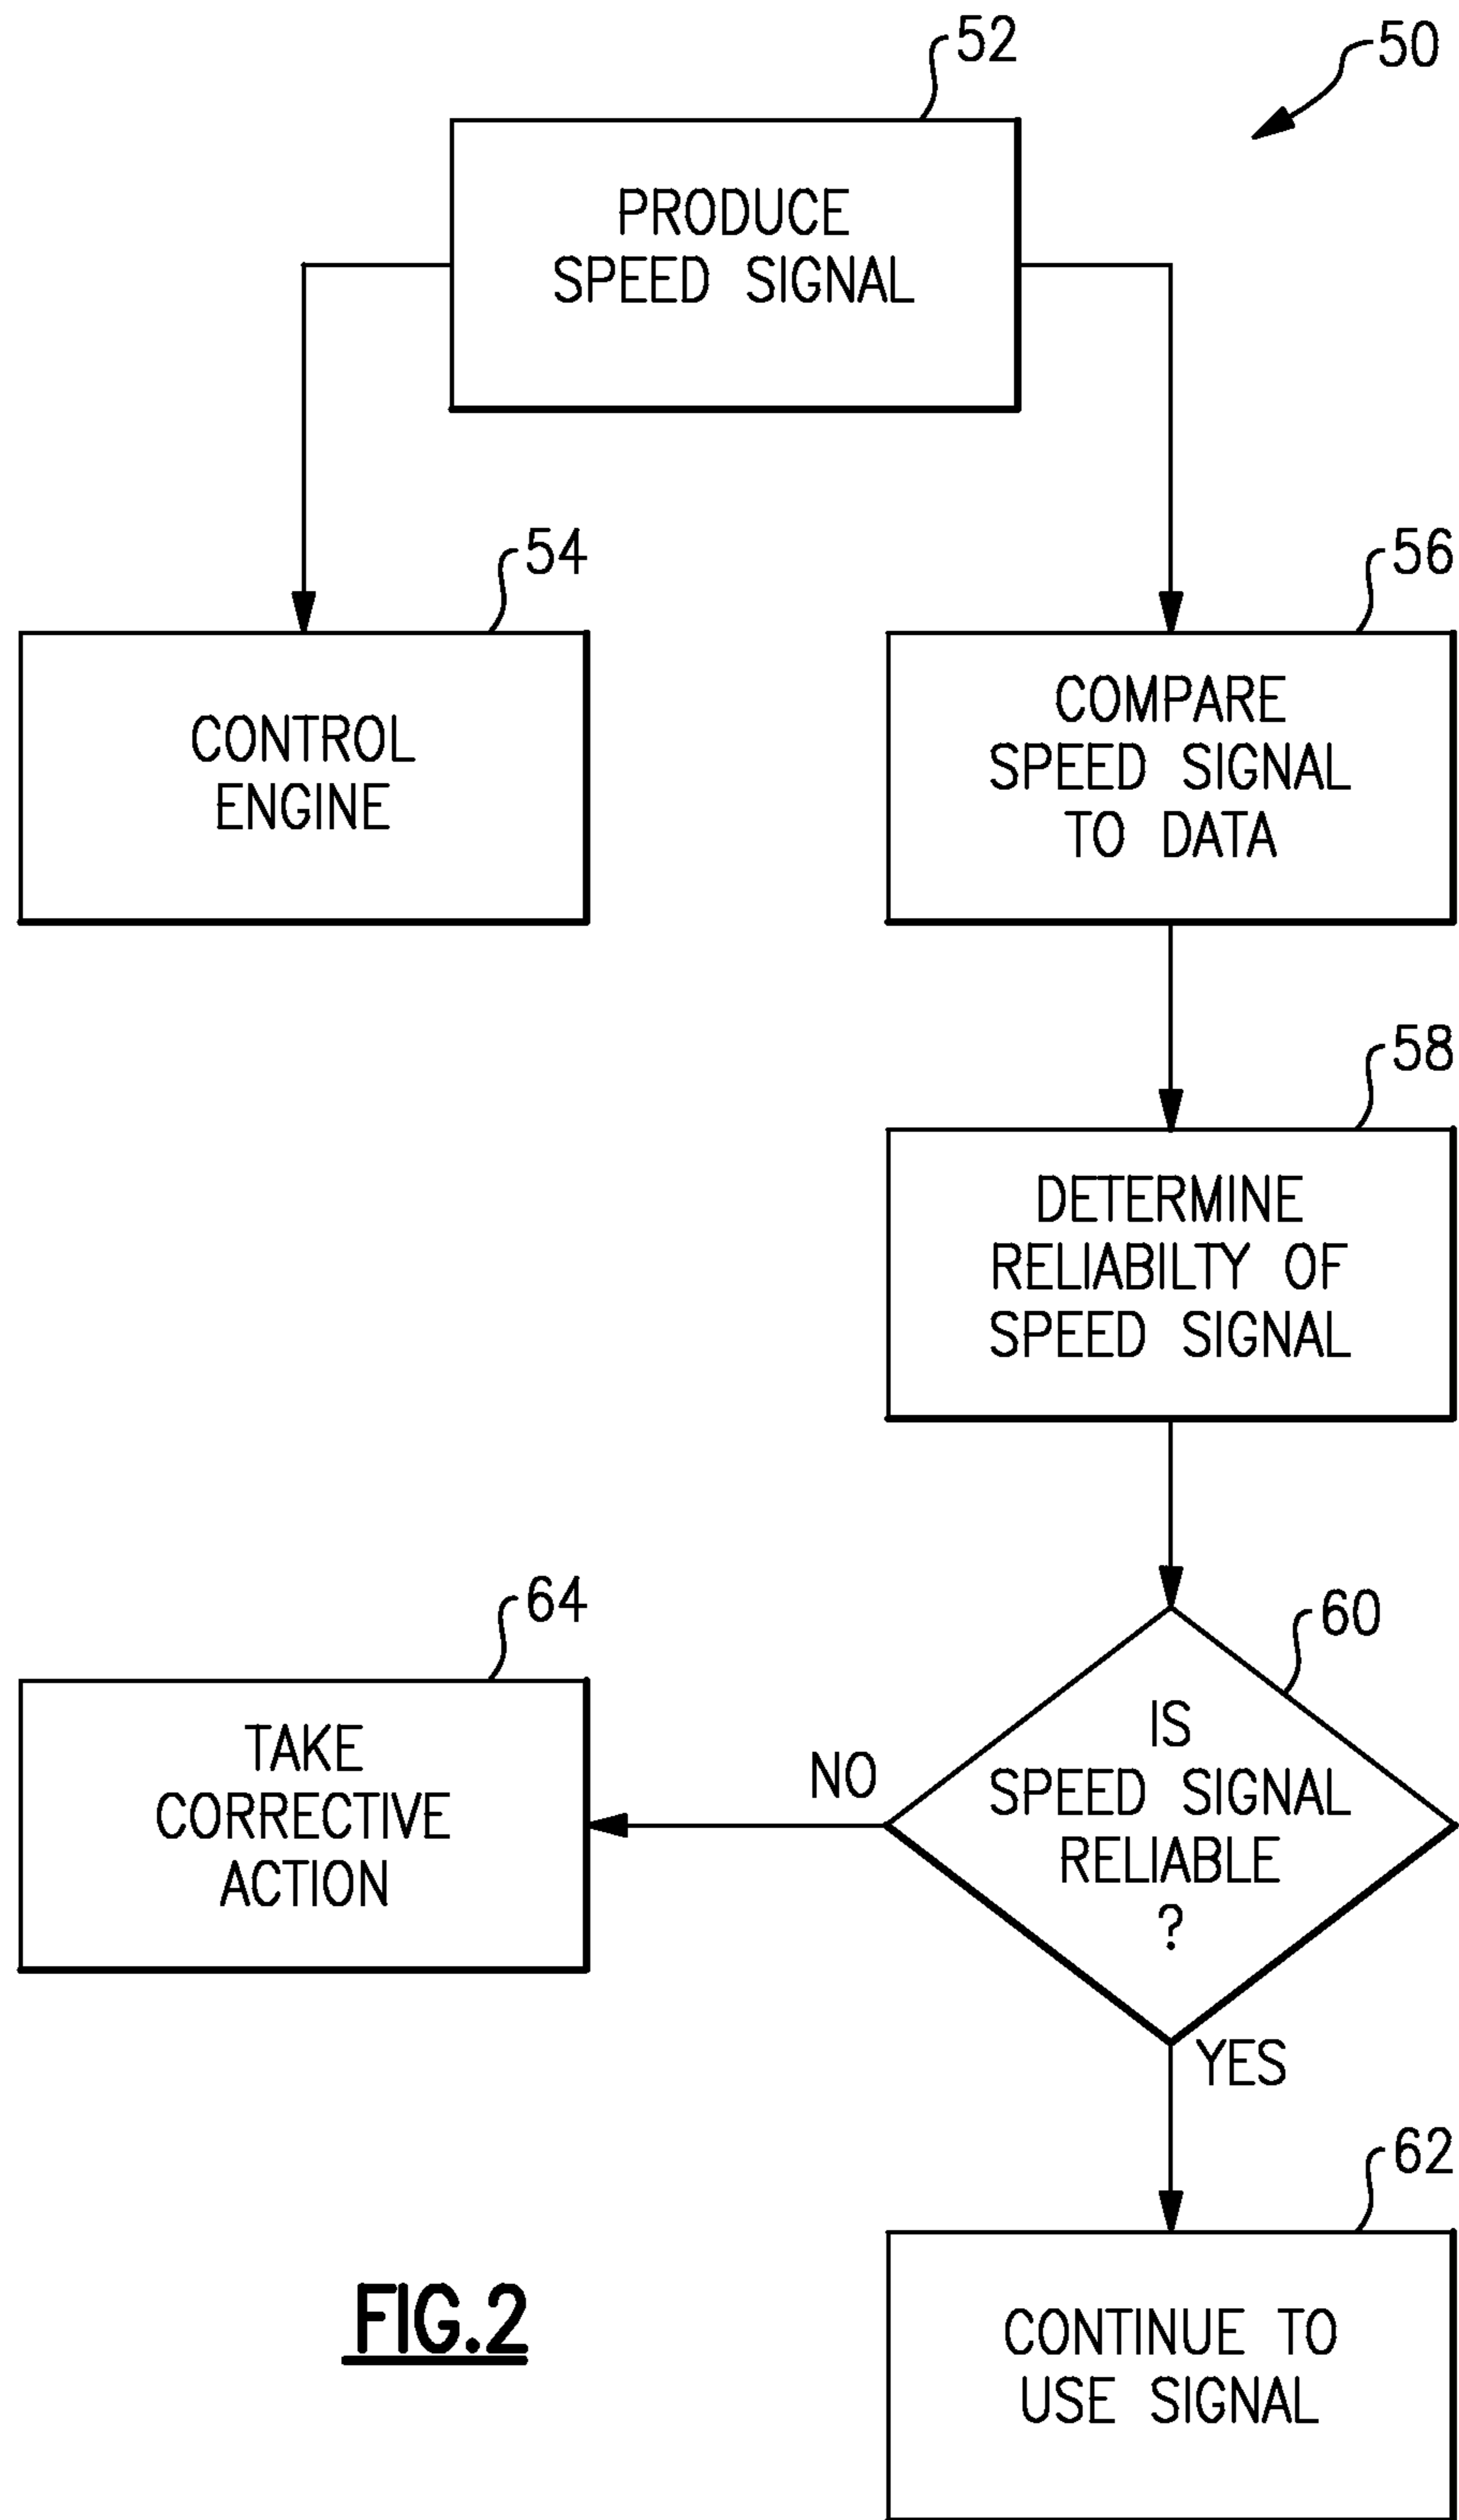 52
50
PRODUCE
SPEED SIGNAL
54
56
CONTROL
ENGINE
COMPARE
SPEED SIGNAL
TO DATA
58
DETERMINE
RELIABILTY OF
SPEED SIGNAL
64
60
TAKE
CORRECTIVE
ACTION
NO
IS
SPEED SIGNAL
RELIABLE
?
YES
62
CONTINUE TO
USE SIGNAL
FIG.2